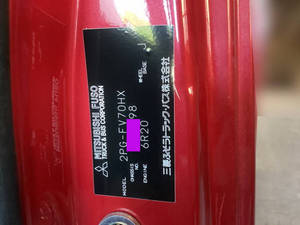 MITSUBISHI FUSO
TRUCK & BUS CORPORATION
MODEL 2PG-FV70HX
CHASSIS NO. 98 WHEEL BASE J
ENGINE 6R20
三菱ふそうトラック・バス株式会社